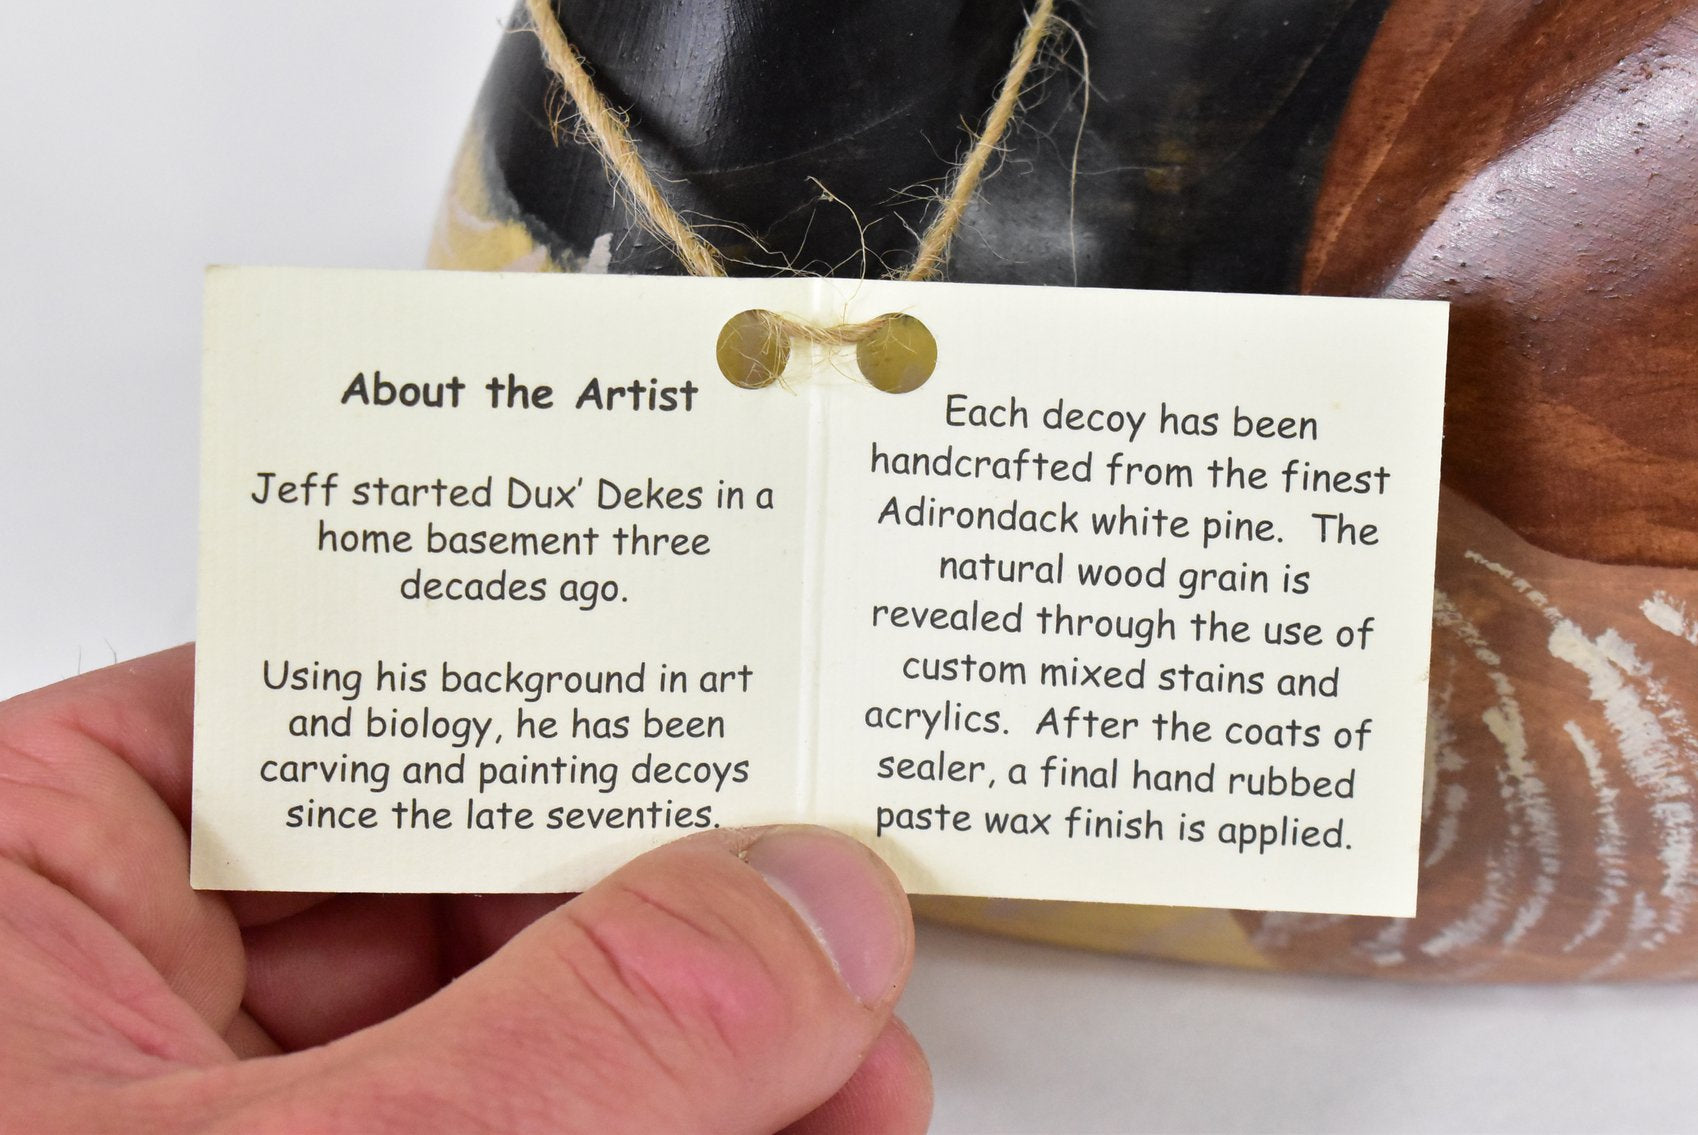 About the Artist
Jeff started Dux' Dekes in a
home basement three
decades ago.
Using his background in art
and biology, he has been
carving and painting decoys
since the late seventies.
Each decoy has been
handcrafted from the finest
Adirondack white pine. The
natural wood grain is
revealed through the use of
custom mixed stains and
acrylics. After the coats of
sealer, a final hand rubbed
paste wax finish is applied.